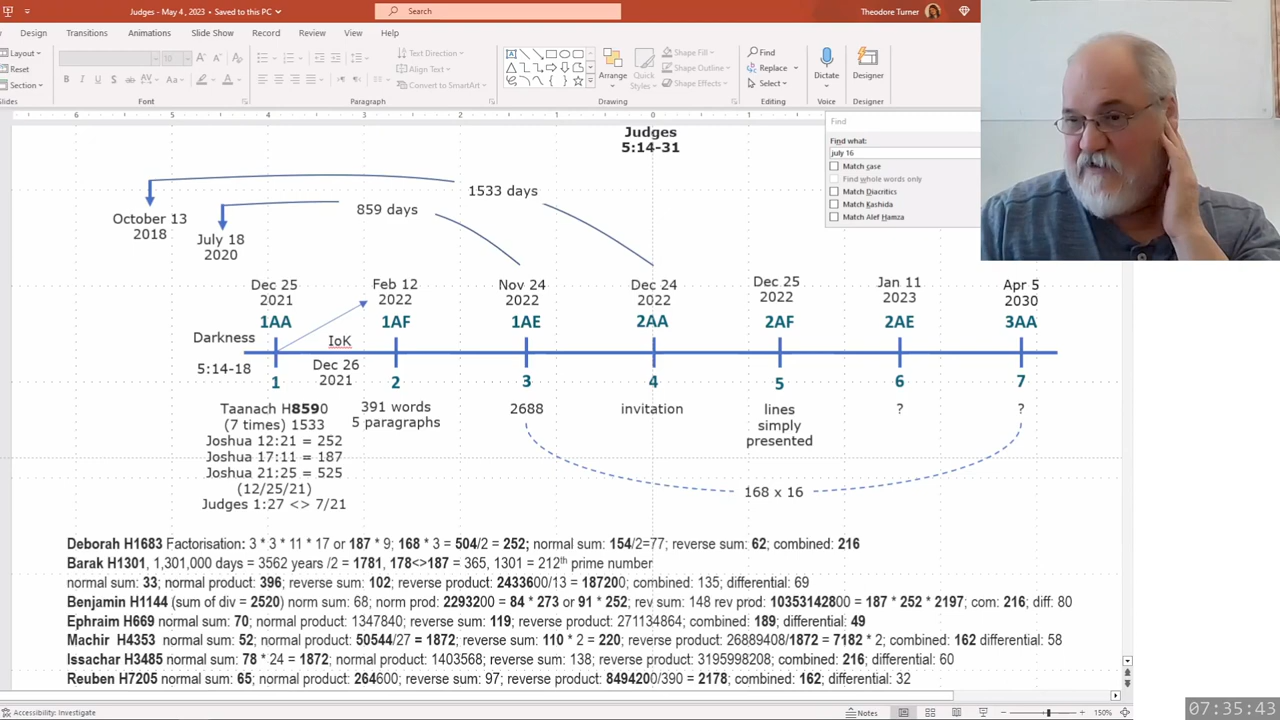 Judges - May 4, 2023 • Saved to this PC
Search
Theodore Turner
Design Transitions Animations Slide Show Record Review View Help
Layout
Reset
Section
10
Text Direction
Align Text
Convert to SmartArt
Arrange
Quick Styles
Shape Fill
Shape Outline
Shape Effects
Find
Replace
Select
Dictate
Designer
Slides Font Paragraph Drawing Editing Voice Designer
6 5 4 3 2 1 0 1
Find
Find what:
july 16
Match case
Find whole words only
Match Diacritics
Match Kashida
Match Alef Hamza
Judges
5:14-31
1533 days
859 days
October 13
2018
July 18
2020
Dec 25
2021
Feb 12
2022
Nov 24
2022
Dec 24
2022
Dec 25
2022
Jan 11
2023
Apr 5
2030
1AA 1AF 1AE 2AA 2AF 2AE 3AA
Darkness
IoK
5:14-18
Dec 26
2021
1 2 3 4 5 6 7
Taanach H8590
(7 times) 1533
Joshua 12:21 = 252
Joshua 17:11 = 187
Joshua 21:25 = 525
(12/25/21)
Judges 1:27 <> 7/21
391 words
5 paragraphs
2688
invitation
lines
simply
presented
?
?
168 x 16
Deborah H1683 Factorisation: 3 * 3 * 11 * 17 or 187 * 9; 168 * 3 = 504/2 = 252; normal sum: 154/2=77; reverse sum: 62; combined: 216
Barak H1301, 1,301,000 days = 3562 years /2 = 1781, 178<>187 = 365, 1301 = 212th prime number
normal sum: 33; normal product: 396, reverse sum: 102; reverse product: 2433600/13 = 187200; combined: 135, differential: 69
Benjamin H1144 (sum of div = 2520) norm sum: 68; norm prod: 2293200 = 84 * 273 or 91 * 252, rev sum: 148 rev prod: 10353142800 = 187 * 252 * 2197, com: 216, diff: 80
Ephraim H669 normal sum: 70, normal product: 1347840; reverse sum: 119, reverse product: 271134864, combined: 189, differential: 49
Machir H4353 normal sum: 52; normal product: 50544/27 = 1872, reverse sum: 110 * 2 = 220, reverse product: 26889408/1872 = 7182 * 2; combined: 162 differential: 58
Issachar H3485 normal sum: 78 * 24 = 1872; normal product: 1403568; reverse sum: 138; reverse product: 3195998208; combined: 216, differential: 60
Reuben H7205 normal sum: 65; normal product: 264600; reverse sum: 97; reverse product: 8494200/390 = 2178; combined: 162; differential: 32
Accessibility: Investigate
Notes
150%
07:35:43